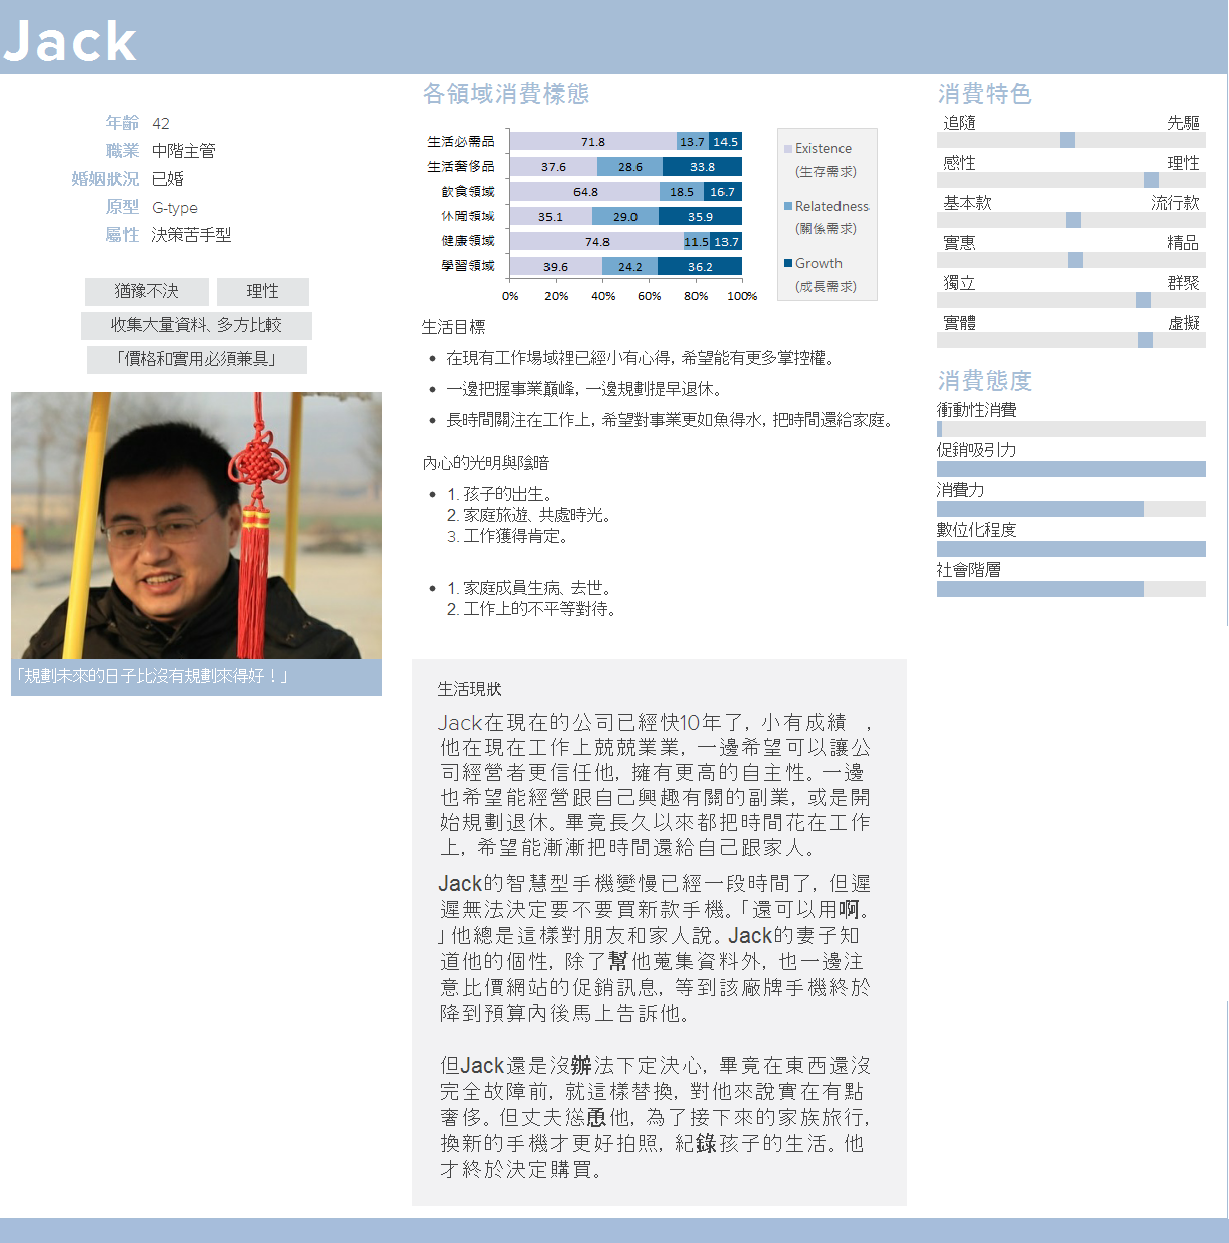 Jack
年齡 42
職業 中階主管
婚姻狀況 已婚
原型 G-type
屬性 決策苦手型
猶豫不決 理性
收集大量資料、多方比較
「價格和實用必須兼具」
「規劃未來的日子比沒有規劃來得好！」
各領域消費樣態
生活必需品 71.8 13.7 14.5
生活奢侈品 37.6 28.6 33.8
飲食領域 64.8 18.5 16.7
休閒領域 35.1 29.0 35.9
健康領域 74.8 11.5 13.7
學習領域 39.6 24.2 36.2
0% 20% 40% 60% 80% 100%
Existence
(生存需求)
Relatedness
(關係需求)
Growth
(成長需求)
生活目標
• 在現有工作場域裡已經小有心得，希望能有更多掌控權。
• 一邊把握事業巔峰，一邊規劃提早退休。
• 長時間關注在工作上，希望對事業更如魚得水，把時間還給家庭。
內心的光明與陰暗
• 1. 孩子的出生。
2. 家庭旅遊、共處時光。
3. 工作獲得肯定。
• 1. 家庭成員生病、去世。
2. 工作上的不平等對待。
生活現狀
Jack在現在的公司已經快10年了，小有成績 ，
他在現在工作上兢兢業業，一邊希望可以讓公
司經營者更信任他，擁有更高的自主性。一邊
也希望能經營跟自己興趣有關的副業，或是開
始規劃退休。畢竟長久以來都把時間花在工作
上，希望能漸漸把時間還給自己跟家人。
Jack的智慧型手機變慢已經一段時間了，但遲
遲無法決定要不要買新款手機。「還可以用啊。
」他總是這樣對朋友和家人說。Jack的妻子知
道他的個性，除了幫他蒐集資料外，也一邊注
意比價網站的促銷訊息，等到該廠牌手機終於
降到預算內後馬上告訴他。
但Jack還是沒辦法下定決心，畢竟在東西還沒
完全故障前，就這樣替換，對他來說實在有點
奢侈。但丈夫慫恿他，為了接下來的家族旅行，
換新的手機才更好拍照，紀錄孩子的生活。他
才終於決定購買。
消費特色
追隨 先驅
感性 理性
基本款 流行款
實惠 精品
獨立 群聚
實體 虛擬
消費態度
衝動性消費
促銷吸引力
消費力
數位化程度
社會階層